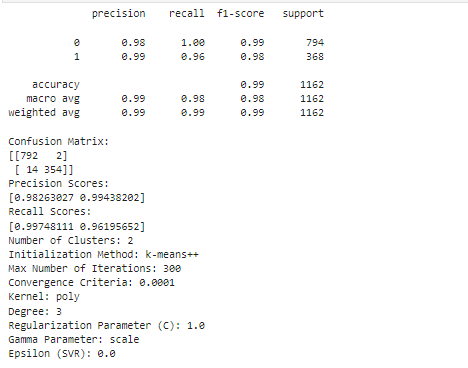 precision recall f1-score support
0 0.98 1.00 0.99 794
1 0.99 0.96 0.98 368
accuracy 0.99 1162
macro avg 0.99 0.98 0.98 1162
weighted avg 0.99 0.99 0.99 1162
Confusion Matrix:
[[792 2]
[ 14 354]]
Precision Scores:
[0.98263027 0.99438202]
Recall Scores:
[0.99748111 0.96195652]
Number of Clusters: 2
Initialization Method: k-means++
Max Number of Iterations: 300
Convergence Criteria: 0.0001
Kernel: poly
Degree: 3
Regularization Parameter (C): 1.0
Gamma Parameter: scale
Epsilon (SVR): 0.0